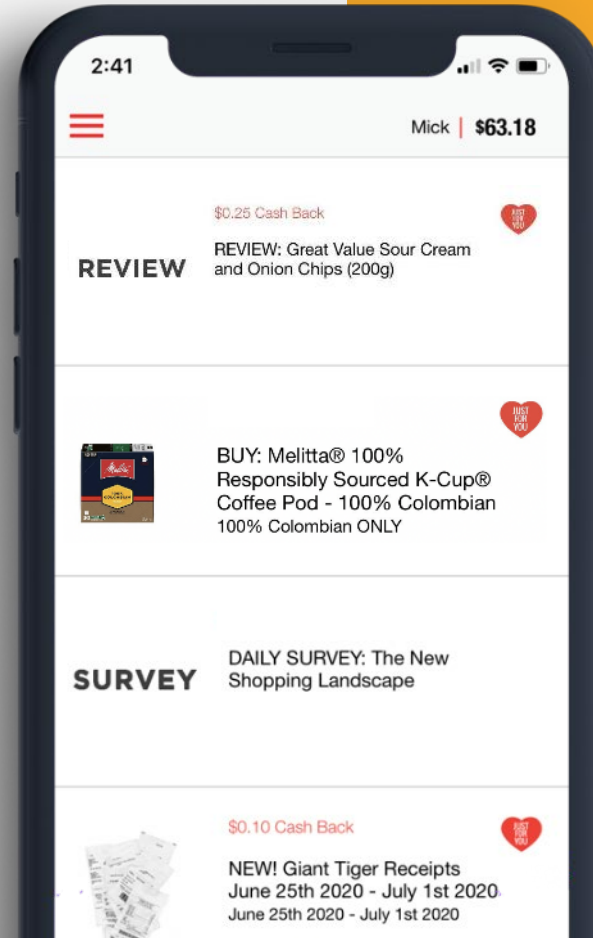 2:41
Mick | $63.18
$0.25 Cash Back
JUST FOR YOU
REVIEW
REVIEW: Great Value Sour Cream
and Onion Chips (200g)
JUST FOR YOU
Melitta
BUY: Melitta® 100%
Responsibly Sourced K-Cup®
Coffee Pod - 100% Colombian
100% Colombian ONLY
SURVEY
DAILY SURVEY: The New
Shopping Landscape
$0.10 Cash Back
JUST FOR YOU
NEW! Giant Tiger Receipts
June 25th 2020 - July 1st 2020
June 25th 2020 - July 1st 2020